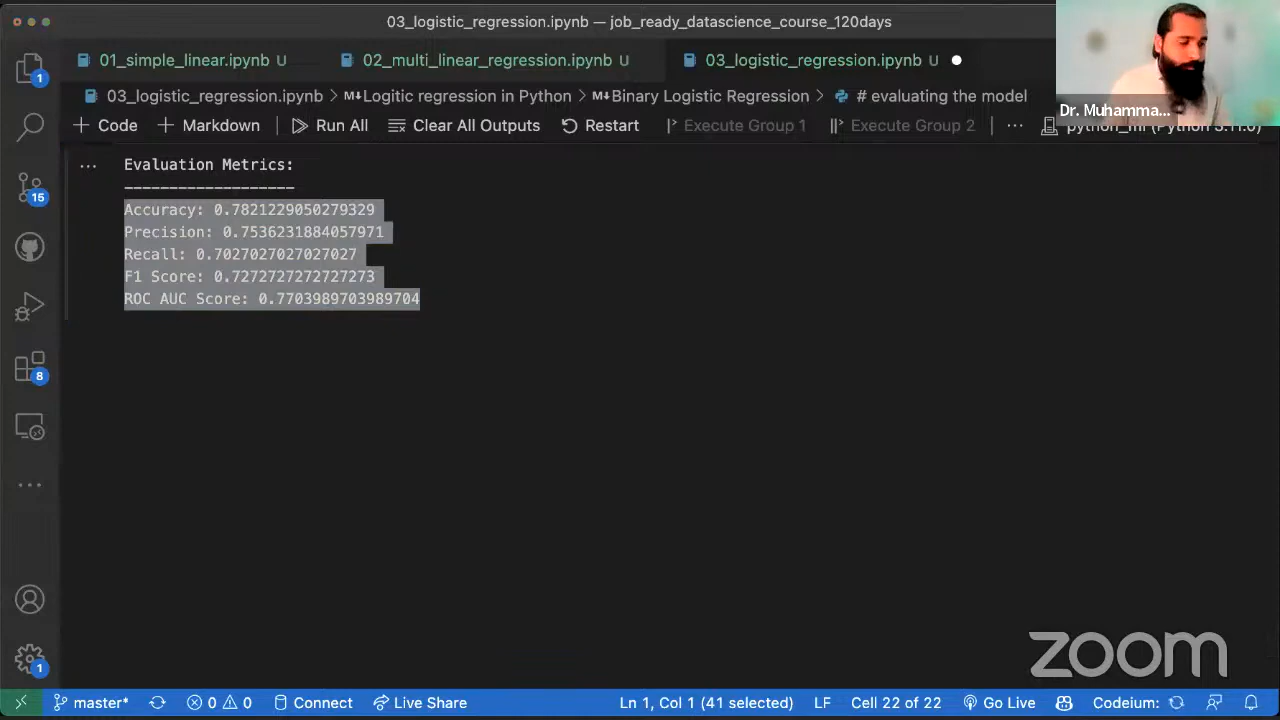 03_logistic_regression.ipynb — job_ready_datascience_course_120days
01_simple_linear.ipynb U
02_multi_linear_regression.ipynb U
03_logistic_regression.ipynb U
03_logistic_regression.ipynb > M↓Logitic regression in Python > M↓Binary Logistic Regression > # evaluating the model
Dr. Muhamma...
+ Code + Markdown Run All Clear All Outputs Restart Execute Group 1 Execute Group 2 ...
1
... Evaluation Metrics:
-------------------
Accuracy: 0.7821229050279329
Precision: 0.7536231884057971
Recall: 0.7027027027027027
F1 Score: 0.7272727272727273
ROC AUC Score: 0.7703989703989704
15
8
1
zoom
master* 0 0 Connect Live Share Ln 1, Col 1 (41 selected) LF Cell 22 of 22 Go Live Codeium: